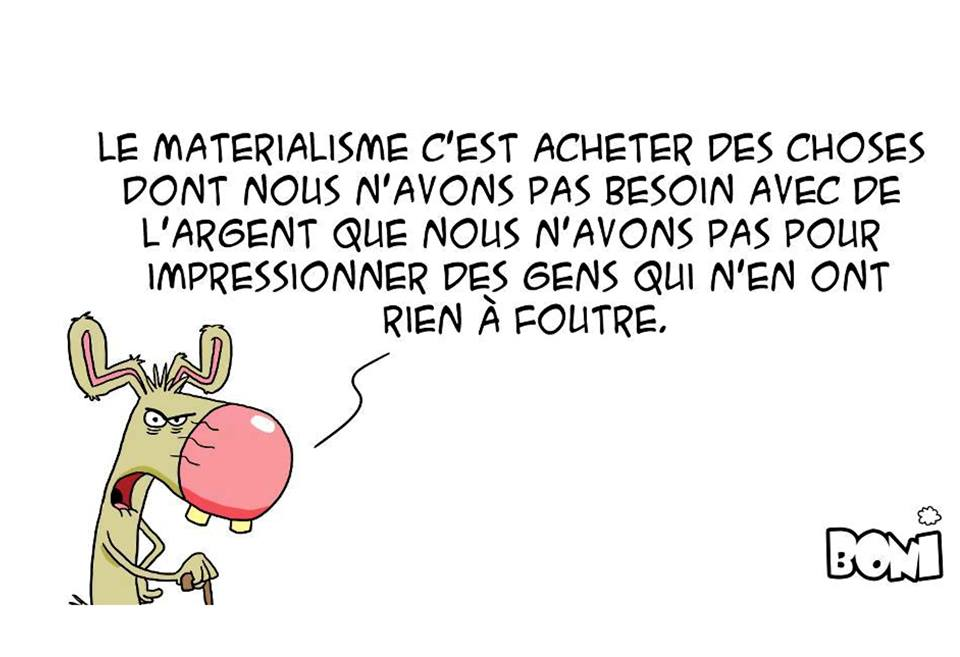 LE MATERIALISME C'EST ACHETER DES CHOSES
DONT NOUS N'AVONS PAS BESOIN AVEC DE
L'ARGENT QUE NOUS N'AVONS PAS POUR
IMPRESSIONNER DES GENS QUI N'EN ONT
RIEN À FOUTRE.
BONI